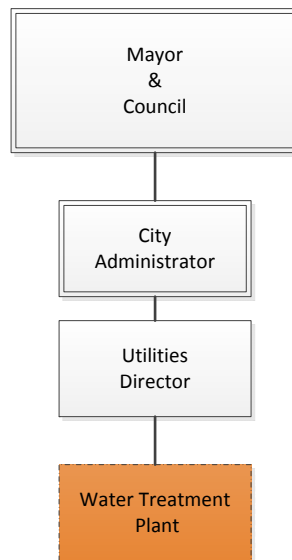 Mayor
&
Council
City
Administrator
Utilities
Director
Water Treatment
Plant